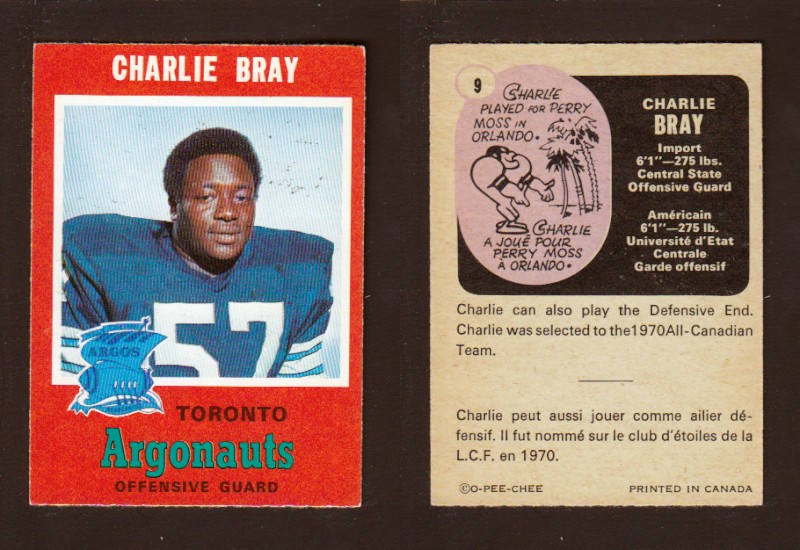 CHARLIE BRAY
57
ARGOS
TORONTO
Argonauts
OFFENSIVE GUARD
9
CHARLIE
PLAYED FOR PERRY
MOSS IN
ORLANDO.
CHARLIE
A JOUÉ POUR
PERRY MOSS
À ORLANDO.
CHARLIE
BRAY
Import
6'1"—275 lbs.
Central State
Offensive Guard
Américain
6'1"—275 lb.
Université d'Etat
Centrale
Garde offensif
Charlie can also play the Defensive End.
Charlie was selected to the 1970 All-Canadian
Team.
Charlie peut aussi jouer comme ailier dé-
fensif. Il fut nommé sur le club d'étoiles de la
L.C.F. en 1970.
©O-PEE-CHEE
PRINTED IN CANADA